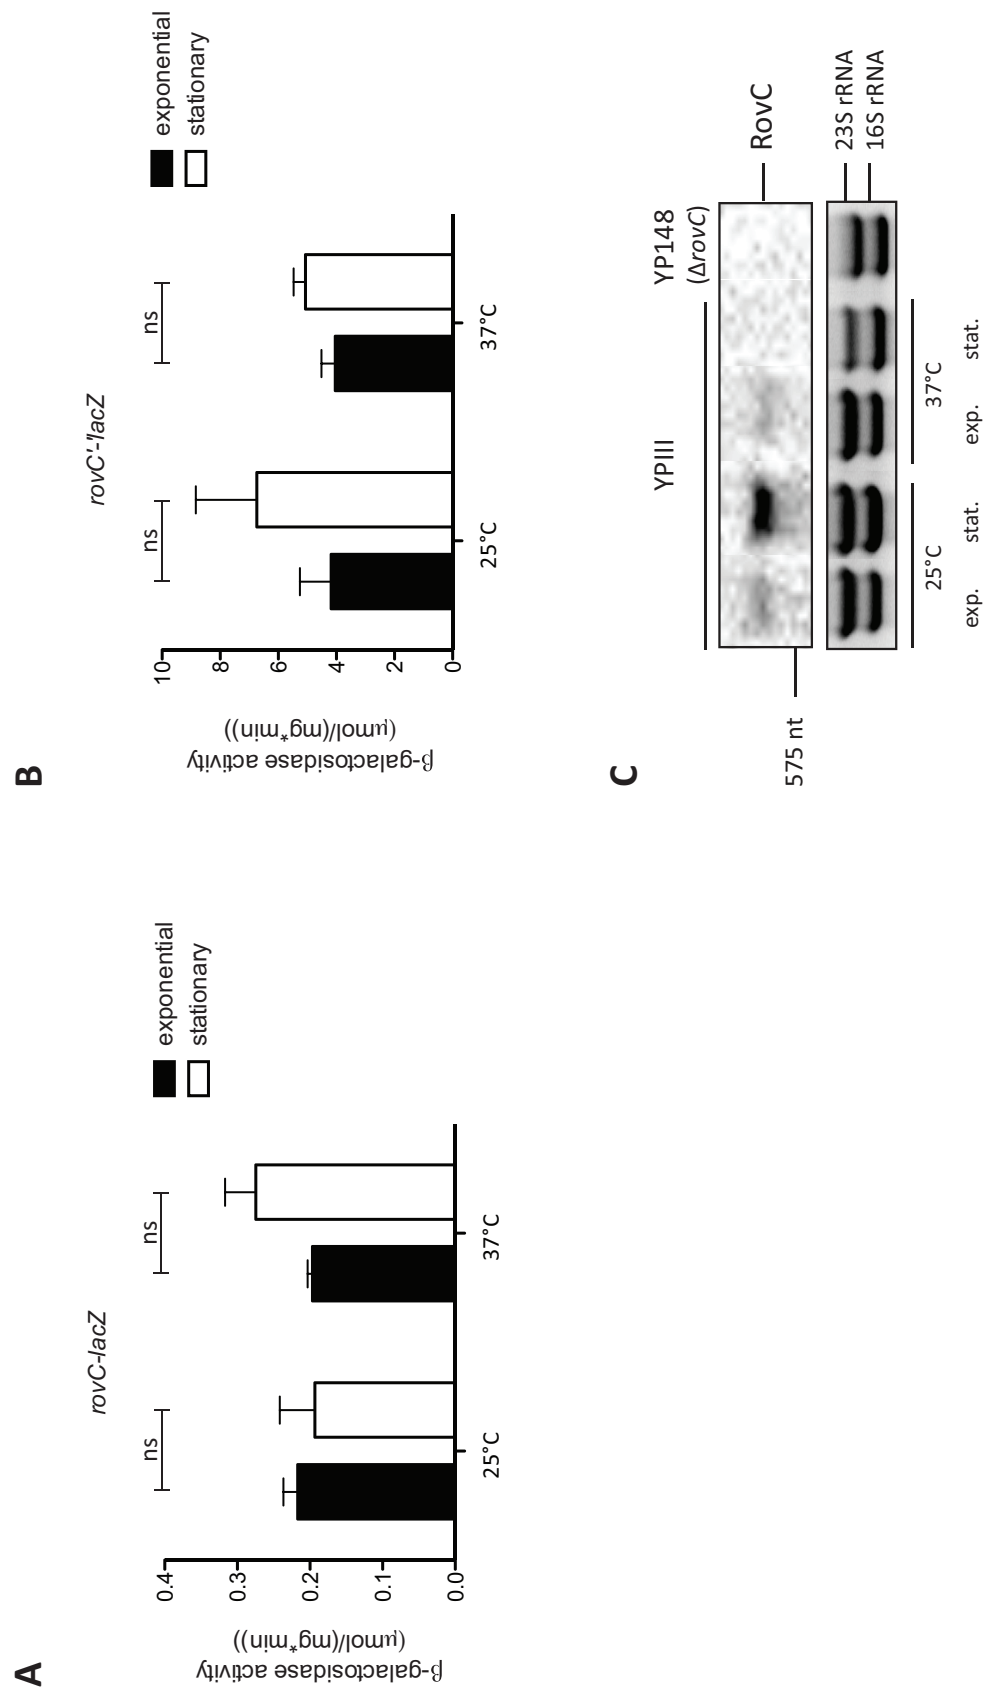 A
rovC-lacZ
exponential
stationary
ns
ns
β-galactosidase activity
(μmol/(mg*min))
0.4
0.3
0.2
0.1
0.0
25°C
37°C
B
rovC'-'lacZ
exponential
stationary
ns
ns
β-galactosidase activity
(μmol/(mg*min))
10
8
6
4
2
0
25°C
37°C
C
YPIII
YP148
(ΔrovC)
575 nt
RovC
23S rRNA
16S rRNA
25°C
37°C
exp.
stat.
exp.
stat.